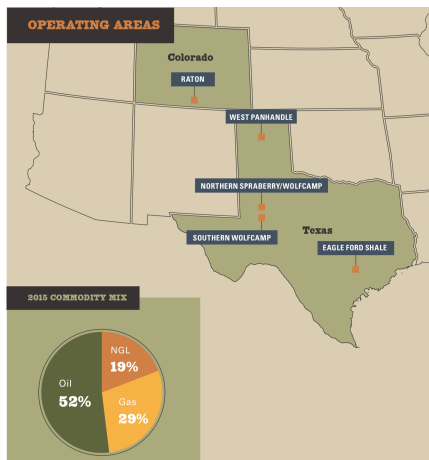 OPERATING AREAS
Colorado
RATON
WEST PANHANDLE
NORTHERN SPRABERRY/WOLFCAMP
SOUTHERN WOLFCAMP
Texas
EAGLE FORD SHALE
2015 COMMODITY MIX
NGL
19%
Oil
52%
Gas
29%